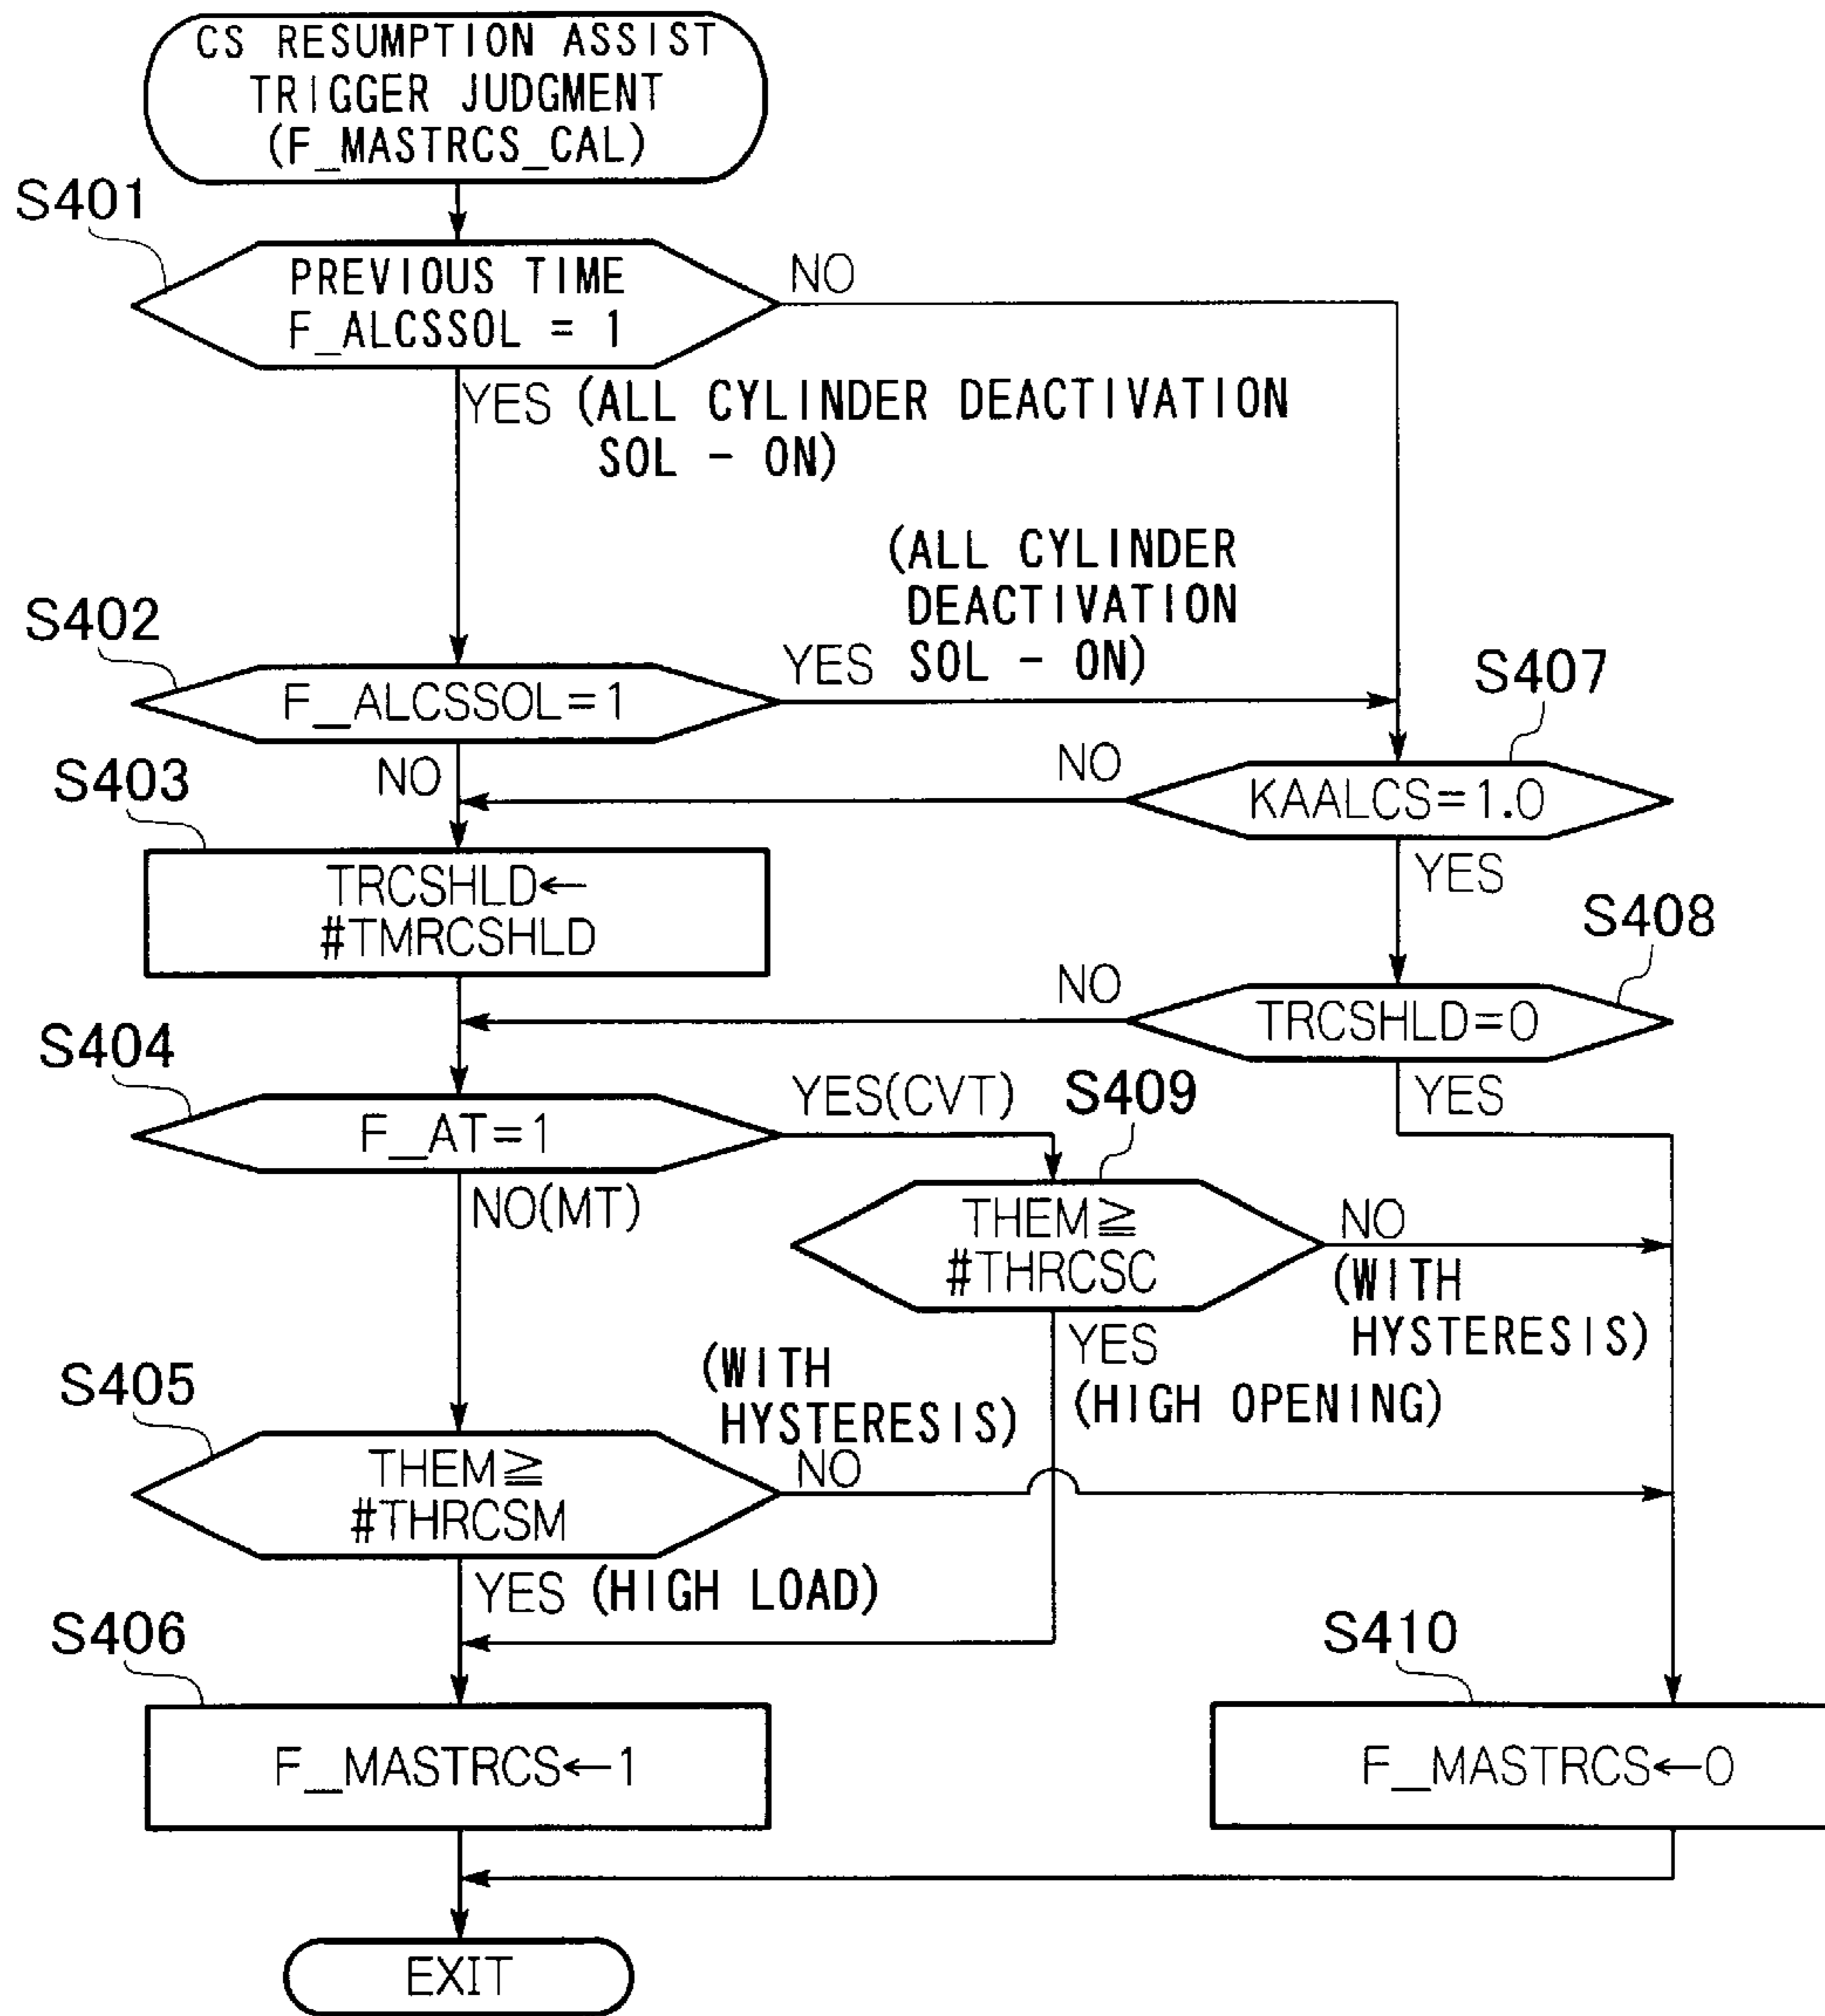 CS RESUMPTION ASSIST
TRIGGER JUDGMENT
(F_MASTRCS_CAL)
S401
PREVIOUS TIME
F_ALCSSOL = 1
NO
YES (ALL CYLINDER DEACTIVATION
SOL - ON)
(ALL CYLINDER
DEACTIVATION
SOL - ON)
S402
F_ALCSSOL=1
YES
NO
S407
KAALCS=1.0
NO
YES
S403
TRCSHLD←
#TMRCSHLD
S408
TRCSHLD=0
NO
YES
S404
F_AT=1
YES(CVT)
NO(MT)
S409
THEM≧
#THRCSC
NO
(WITH
HYSTERESIS)
YES
(HIGH OPENING)
S405
THEM≧
#THRCSM
(WITH
HYSTERESIS)
NO
YES (HIGH LOAD)
S406
F_MASTRCS←1
S410
F_MASTRCS←0
EXIT